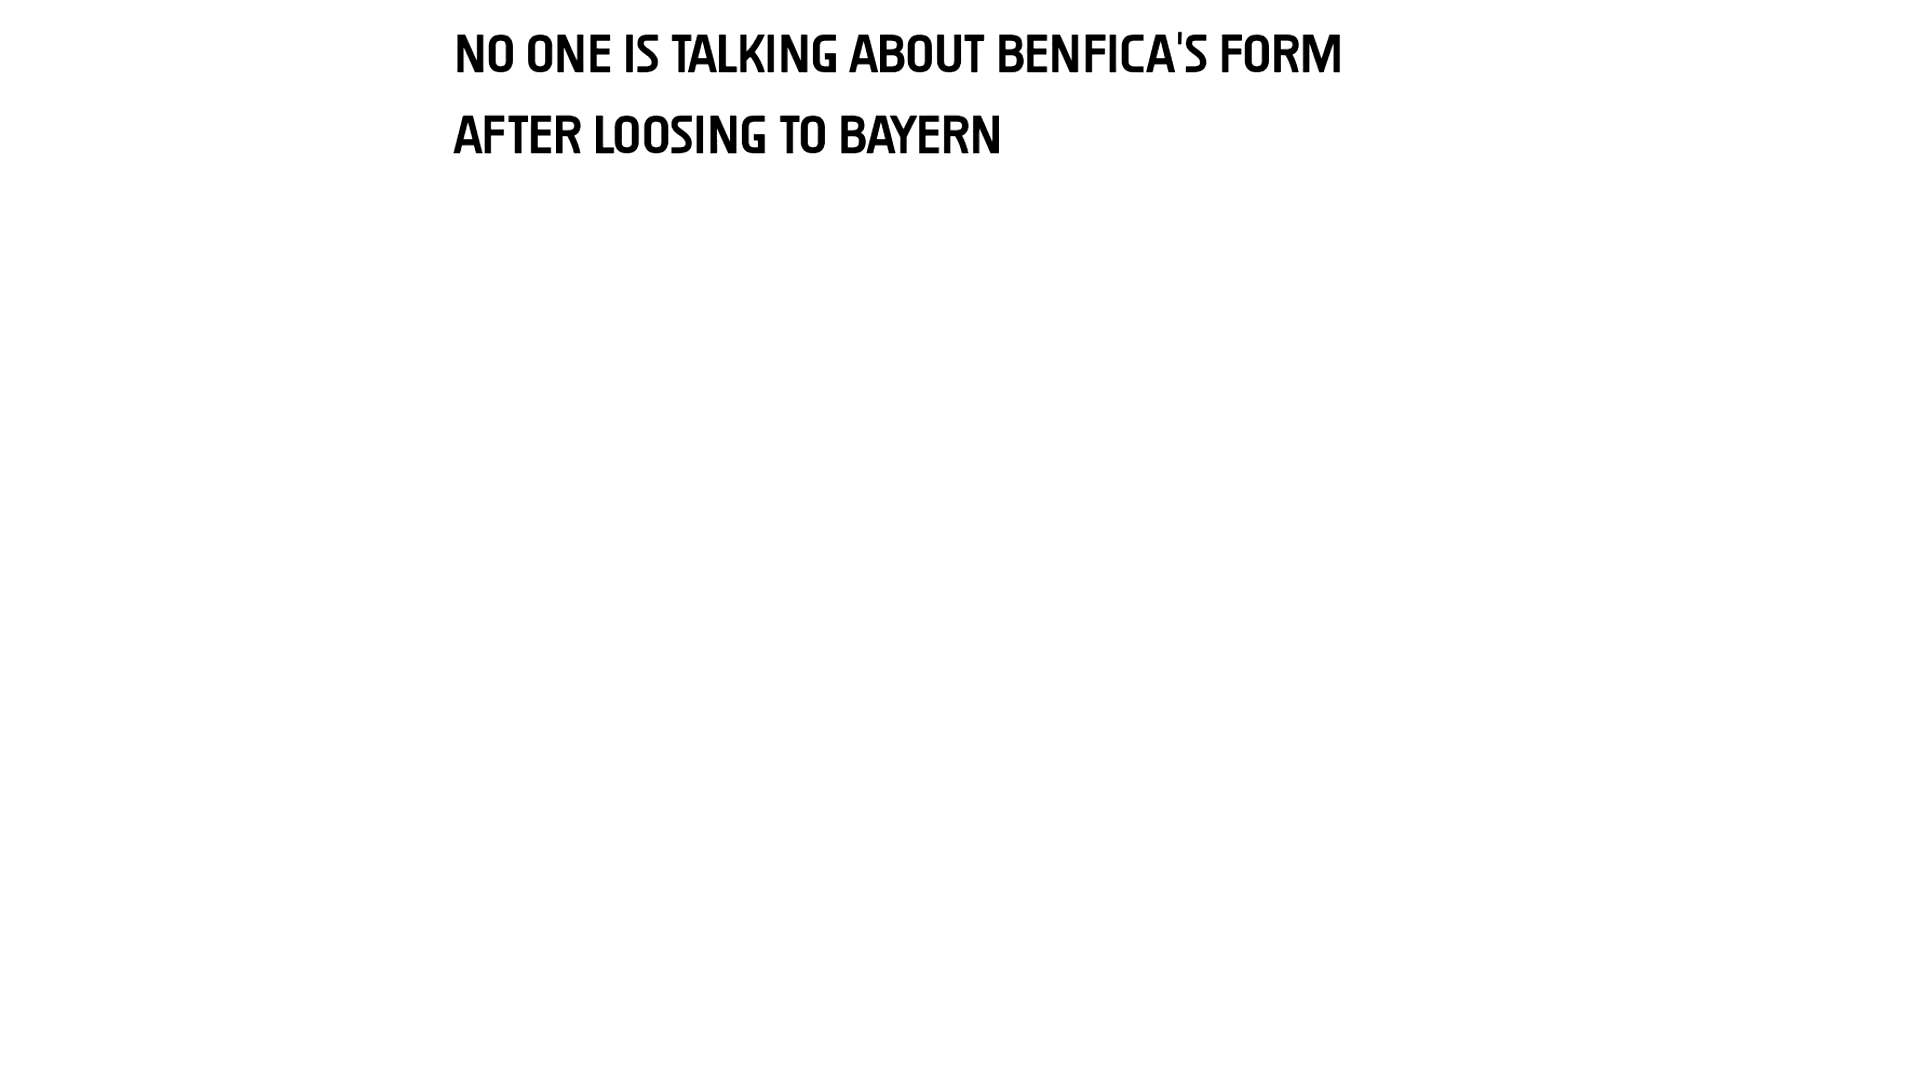 NO ONE IS TALKING ABOUT BENFICA'S FORM
AFTER LOOSING TO BAYERN